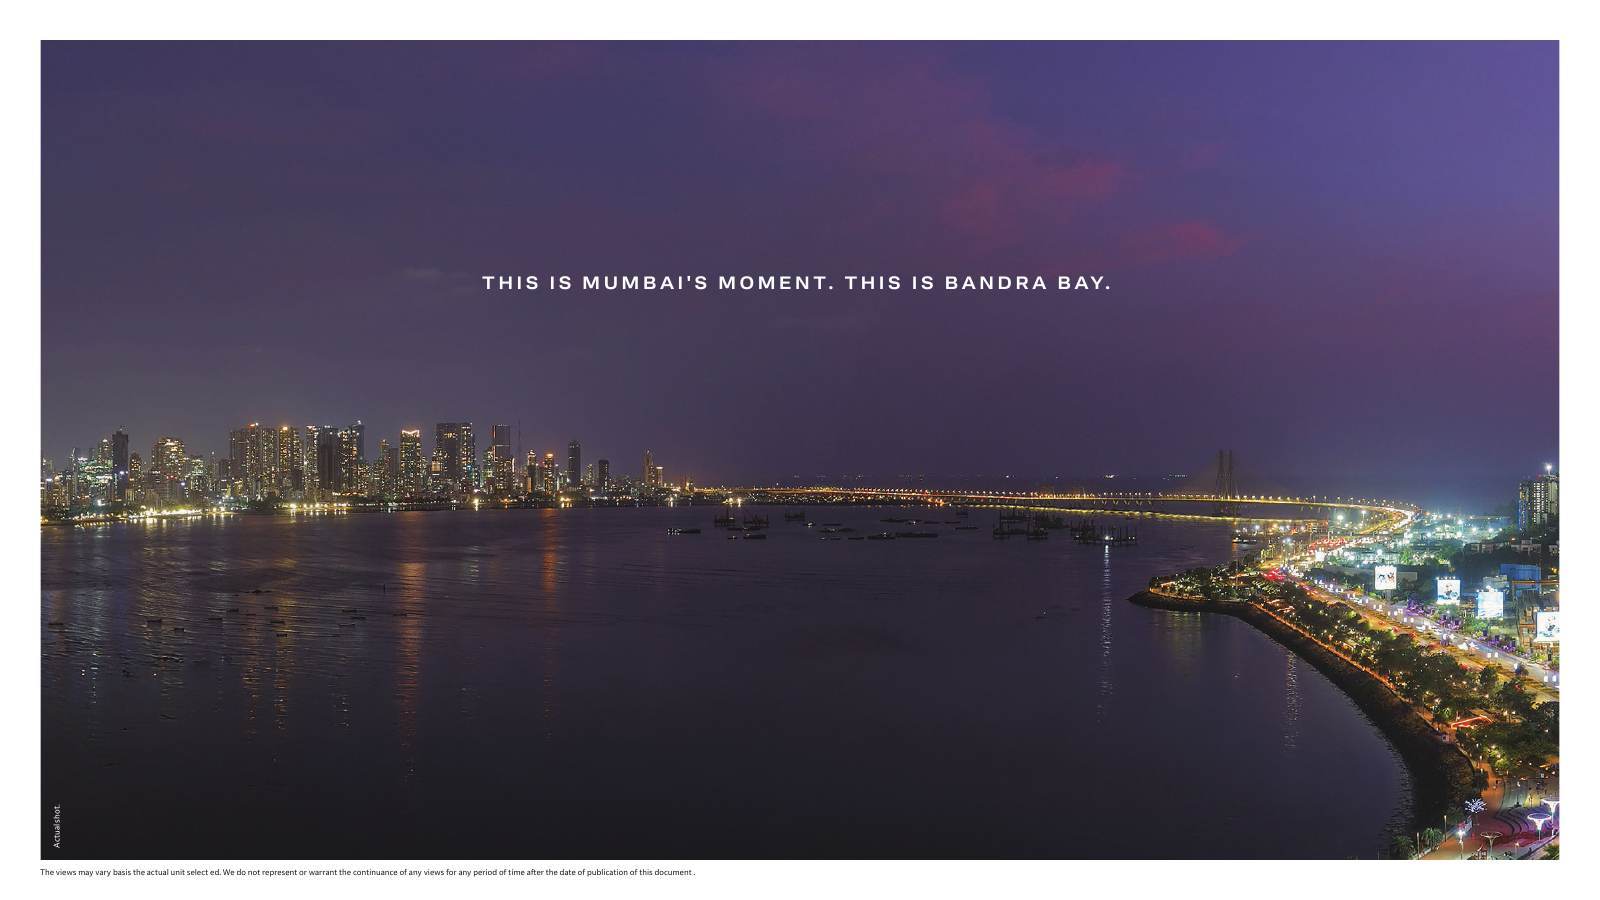 THIS IS MUMBAI'S MOMENT. THIS IS BANDRA BAY.
Actual shot.
The views may vary basis the actual unit select ed. We do not represent or warrant the continuance of any views for any period of time after the date of publication of this document .